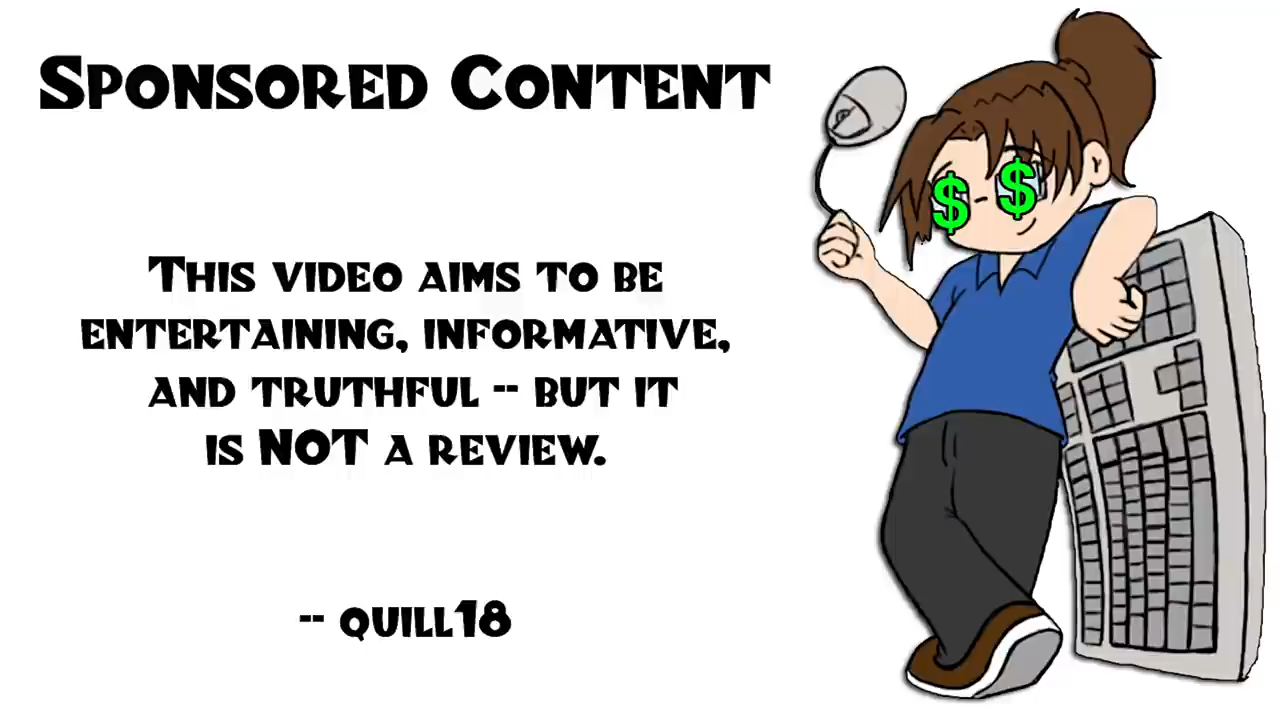 Sponsored Content
This video aims to be
entertaining, informative,
and truthful -- but it
is NOT a review.
-- quill18
$ $